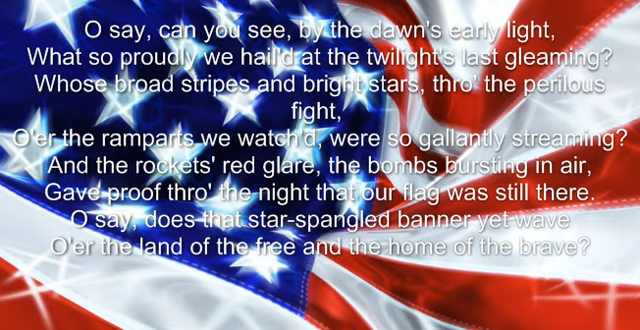 O say, can you see, by the dawn's early light,
What so proudly we hail'd at the twilight's last gleaming?
Whose broad stripes and bright stars, thro' the perilous
fight,
O'er the ramparts we watch'd, were so gallantly streaming?
And the rockets' red glare, the bombs bursting in air,
Gave proof thro' the night that our flag was still there.
O say, does that star-spangled banner yet wave
O'er the land of the free and the home of the brave?